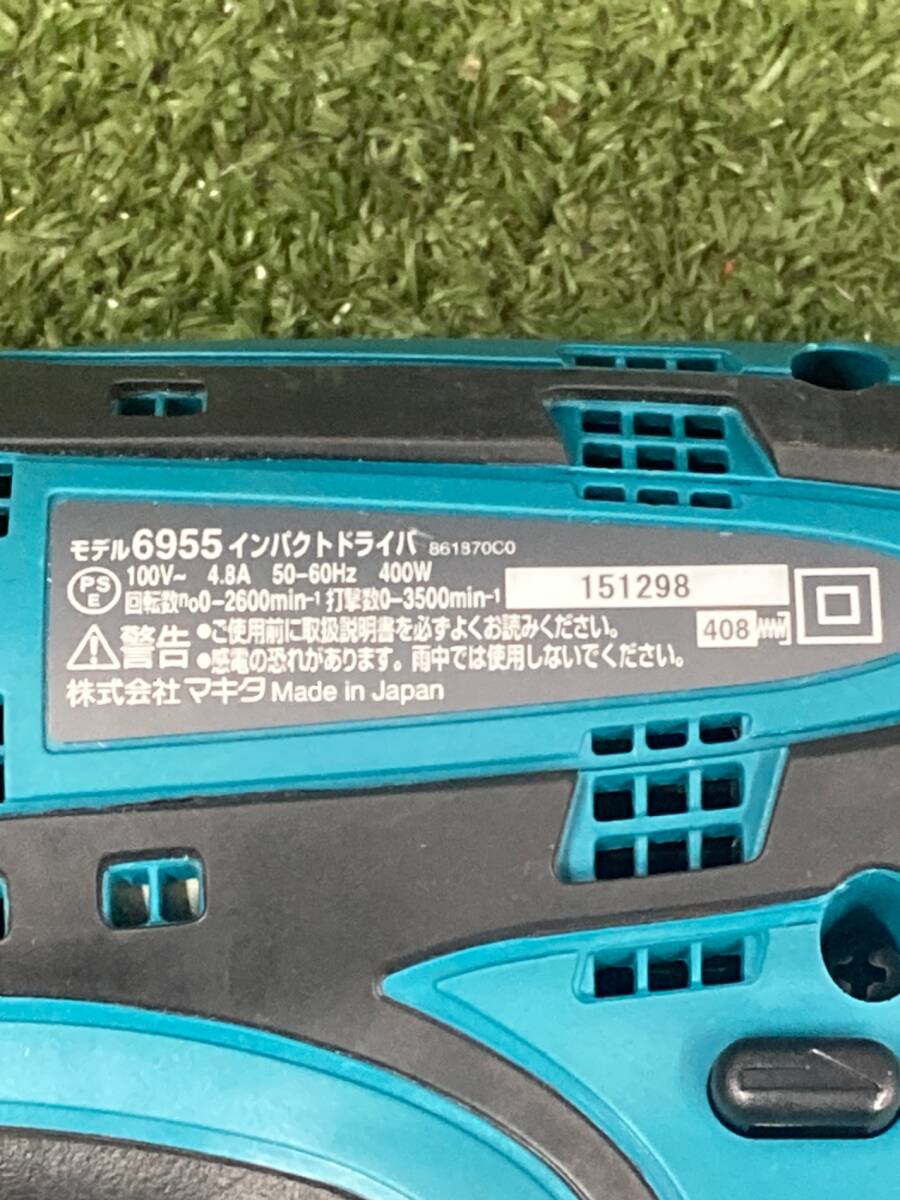 モデル6955インパクトドライバ 861870C0
PS E
100V~ 4.8A 50-60Hz 400W
回転数n₀0-2600min⁻¹ 打撃数0-3500min⁻¹
151298
警告 •ご使用前に取扱説明書を必ずよくお読みください。
•感電の恐れがあります。雨中では使用しないでください。
408
株式会社 マキタ Made in Japan